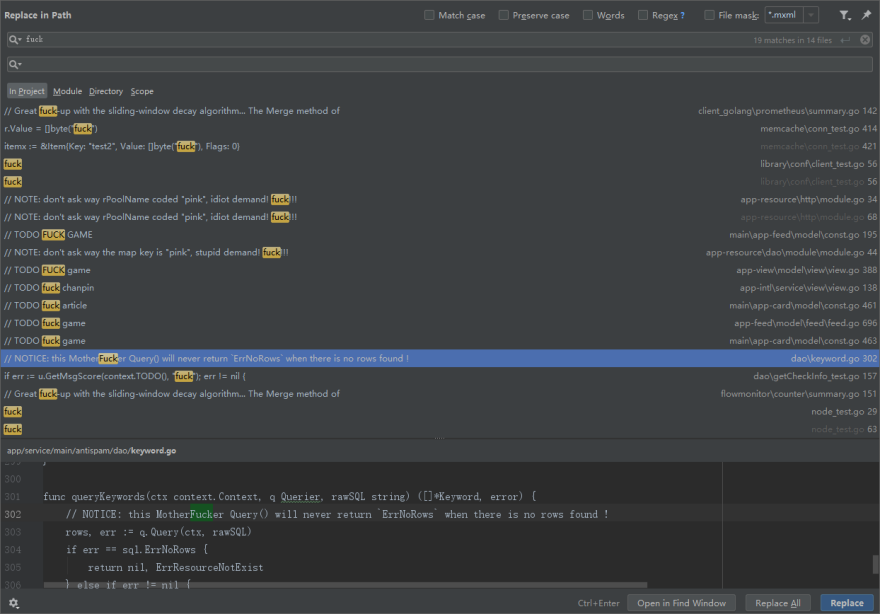 Replace in Path
Match case Preserve case Words Regex ? File mask: *.mxml
fuck 19 matches in 14 files
In Project Module Directory Scope
// Great fuck-up with the sliding-window decay algorithm... The Merge method of client_golang\prometheus\summary.go 142
r.Value = []byte("fuck") memcache\conn_test.go 414
itemx := &Item{Key: "test2", Value: []byte("fuck"), Flags: 0} memcache\conn_test.go 421
fuck library\conf\client_test.go 56
fuck library\conf\client_test.go 56
// NOTE: don't ask way rPoolName coded "pink", idiot demand! fuck!!! app-resource\http\module.go 34
// NOTE: don't ask way rPoolName coded "pink", idiot demand! fuck!!! app-resource\http\module.go 68
// TODO FUCK GAME main\app-feed\model\const.go 195
// NOTE: don't ask way the map key is "pink", stupid demand! fuck!!! app-resource\dao\module\module.go 44
// TODO FUCK game app-view\model\view\view.go 388
// TODO fuck chanpin app-intl\service\view\view.go 138
// TODO fuck article main\app-card\model\const.go 461
// TODO fuck game app-feed\model\feed\feed.go 696
// TODO fuck game main\app-card\model\const.go 463
// NOTICE: this MotherFucker Query() will never return `ErrNoRows` when there is no rows found ! dao\keyword.go 302
if err := u.GetMsgScore(context.TODO(), "fuck"); err != nil { dao\getCheckInfo_test.go 157
// Great fuck-up with the sliding-window decay algorithm... The Merge method of flowmonitor\counter\summary.go 151
fuck node_test.go 29
fuck node_test.go 63
app/service/main/antispam/dao/keyword.go
299 }
300
301 func queryKeywords(ctx context.Context, q Querier, rawSQL string) ([]*Keyword, error) {
302 // NOTICE: this MotherFucker Query() will never return `ErrNoRows` when there is no rows found !
303 rows, err := q.Query(ctx, rawSQL)
304 if err == sql.ErrNoRows {
305 return nil, ErrResourceNotExist
306 } else if err != nil {
Ctrl+Enter Open in Find Window Replace All Replace